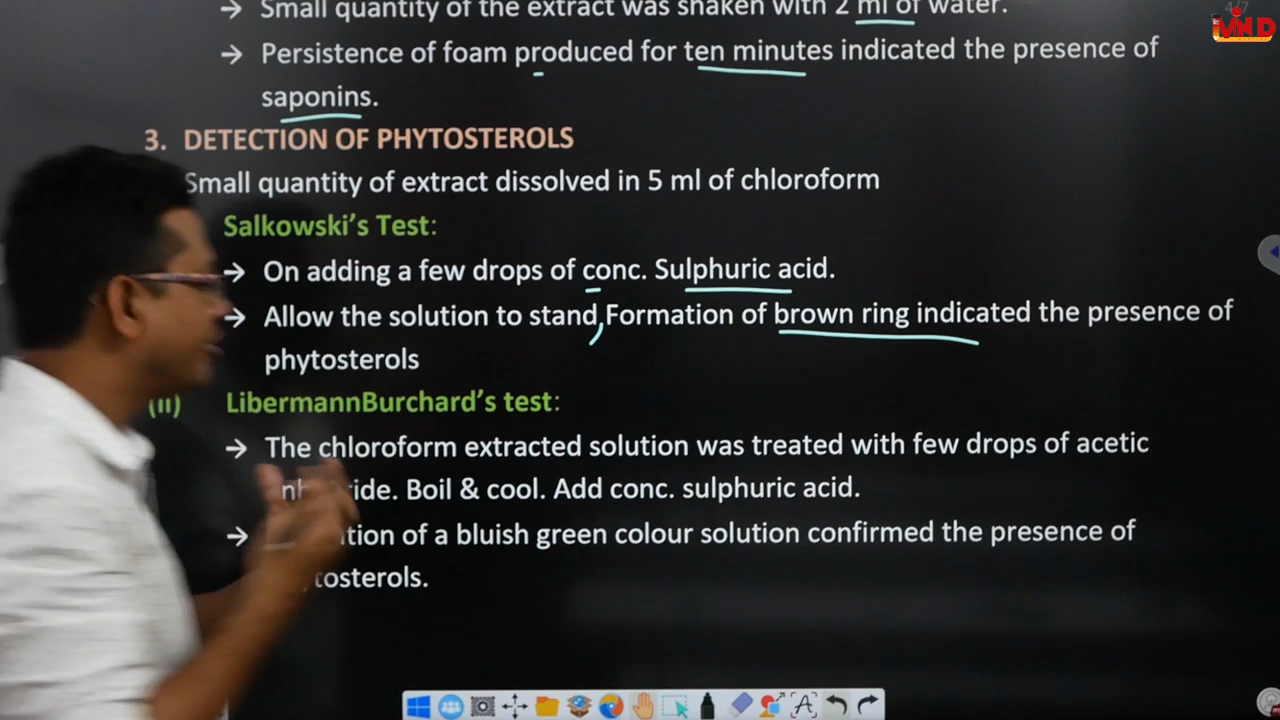 → Small quantity of the extract was shaken with 2 ml of water.
→ Persistence of foam produced for ten minutes indicated the presence of
saponins.
3. DETECTION OF PHYTOSTEROLS
Small quantity of extract dissolved in 5 ml of chloroform
Salkowski's Test:
→ On adding a few drops of conc. Sulphuric acid.
→ Allow the solution to stand,Formation of brown ring indicated the presence of
phytosterols
(ii) LibermannBurchard's test:
→ The chloroform extracted solution was treated with few drops of acetic
Boil & cool. Add conc. sulphuric acid.
→ of a bluish green colour solution confirmed the presence of